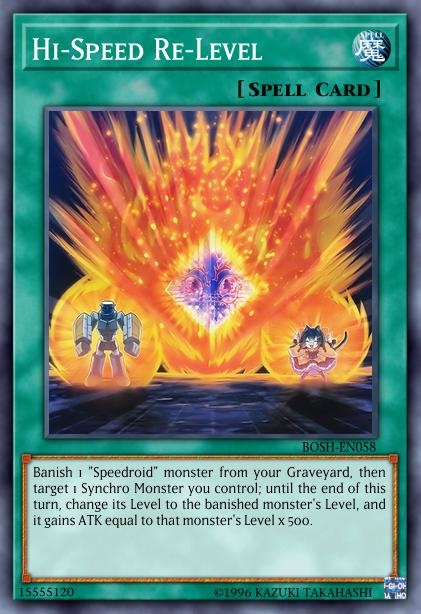 Hi-Speed Re-Level
SPELL
魔
[Spell Card]
BOSH-EN058
Banish 1 "Speedroid" monster from your Graveyard, then
target 1 Synchro Monster you control; until the end of this
turn, change its Level to the banished monster's Level, and
it gains ATK equal to that monster's Level x 500.
15555120
©1996 KAZUKI TAKAHASHI